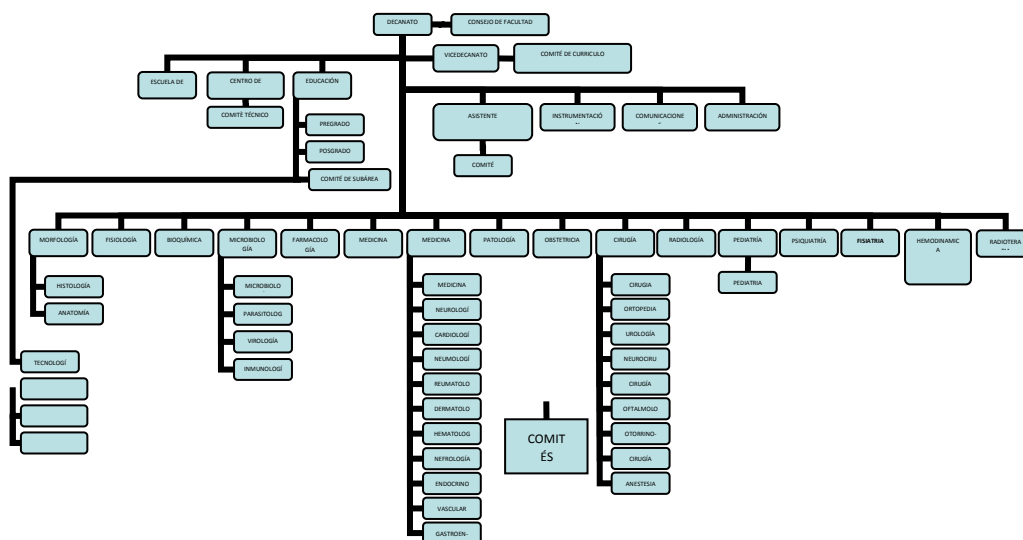 DECANATO
CONSEJO DE FACULTAD
VICEDECANATO
COMITÉ DE CURRICULO
ESCUELA DE
CENTRO DE
EDUCACIÓN
COMITÉ TÉCNICO
ASISTENTE
INSTRUMENTACIÓ
COMUNICACIONE
ADMINISTRACIÓN
PREGRADO
POSGRADO
COMITÉ
COMITÉ DE SUBÁREA
MORFOLOGÍA
FISIOLOGÍA
BIOQUÍMICA
MICROBIOLO
GÍA
FARMACOLO
GÍA
MEDICINA
MEDICINA
PATOLOGÍA
OBSTETRICIA
CIRUGÍA
RADIOLOGÍA
PEDIATRÍA
PSIQUIATRÍA
FISIATRIA
HEMODINAMIC
A
RADIOTERA
HISTOLOGÍA
ANATOMÍA
MICROBIOLO
PARASITOLOG
VIROLOGÍA
INMUNOLOGÍ
MEDICINA
NEUROLOGÍ
CARDIOLOGÍ
NEUMOLOGÍ
REUMATOLO
DERMATOLO
HEMATOLOG
NEFROLOGÍA
ENDOCRINO
VASCULAR
GASTROEN-
CIRUGIA
ORTOPEDIA
UROLOGÍA
NEUROCIRU
CIRUGÍA
OFTALMOLO
OTORRINO-
CIRUGÍA
ANESTESIA
PEDIATRIA
TECNOLOGÍ
COMIT
ÉS